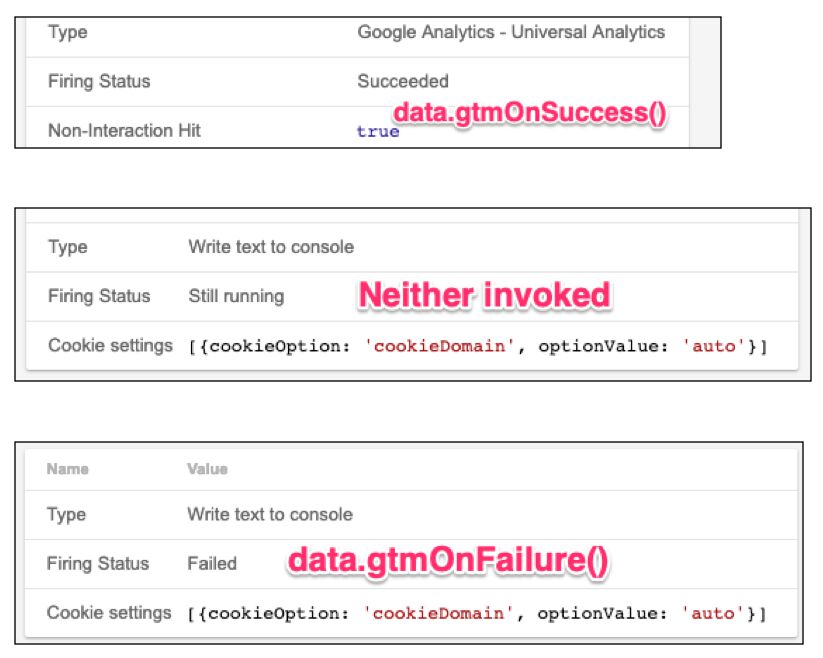 Type Google Analytics - Universal Analytics
Firing Status Succeeded
data.gtmOnSuccess()
Non-Interaction Hit true
Type Write text to console
Firing Status Still running Neither invoked
Cookie settings [{cookieOption: 'cookieDomain', optionValue: 'auto'}]
Name Value
Type Write text to console
Firing Status Failed data.gtmOnFailure()
Cookie settings [{cookieOption: 'cookieDomain', optionValue: 'auto'}]